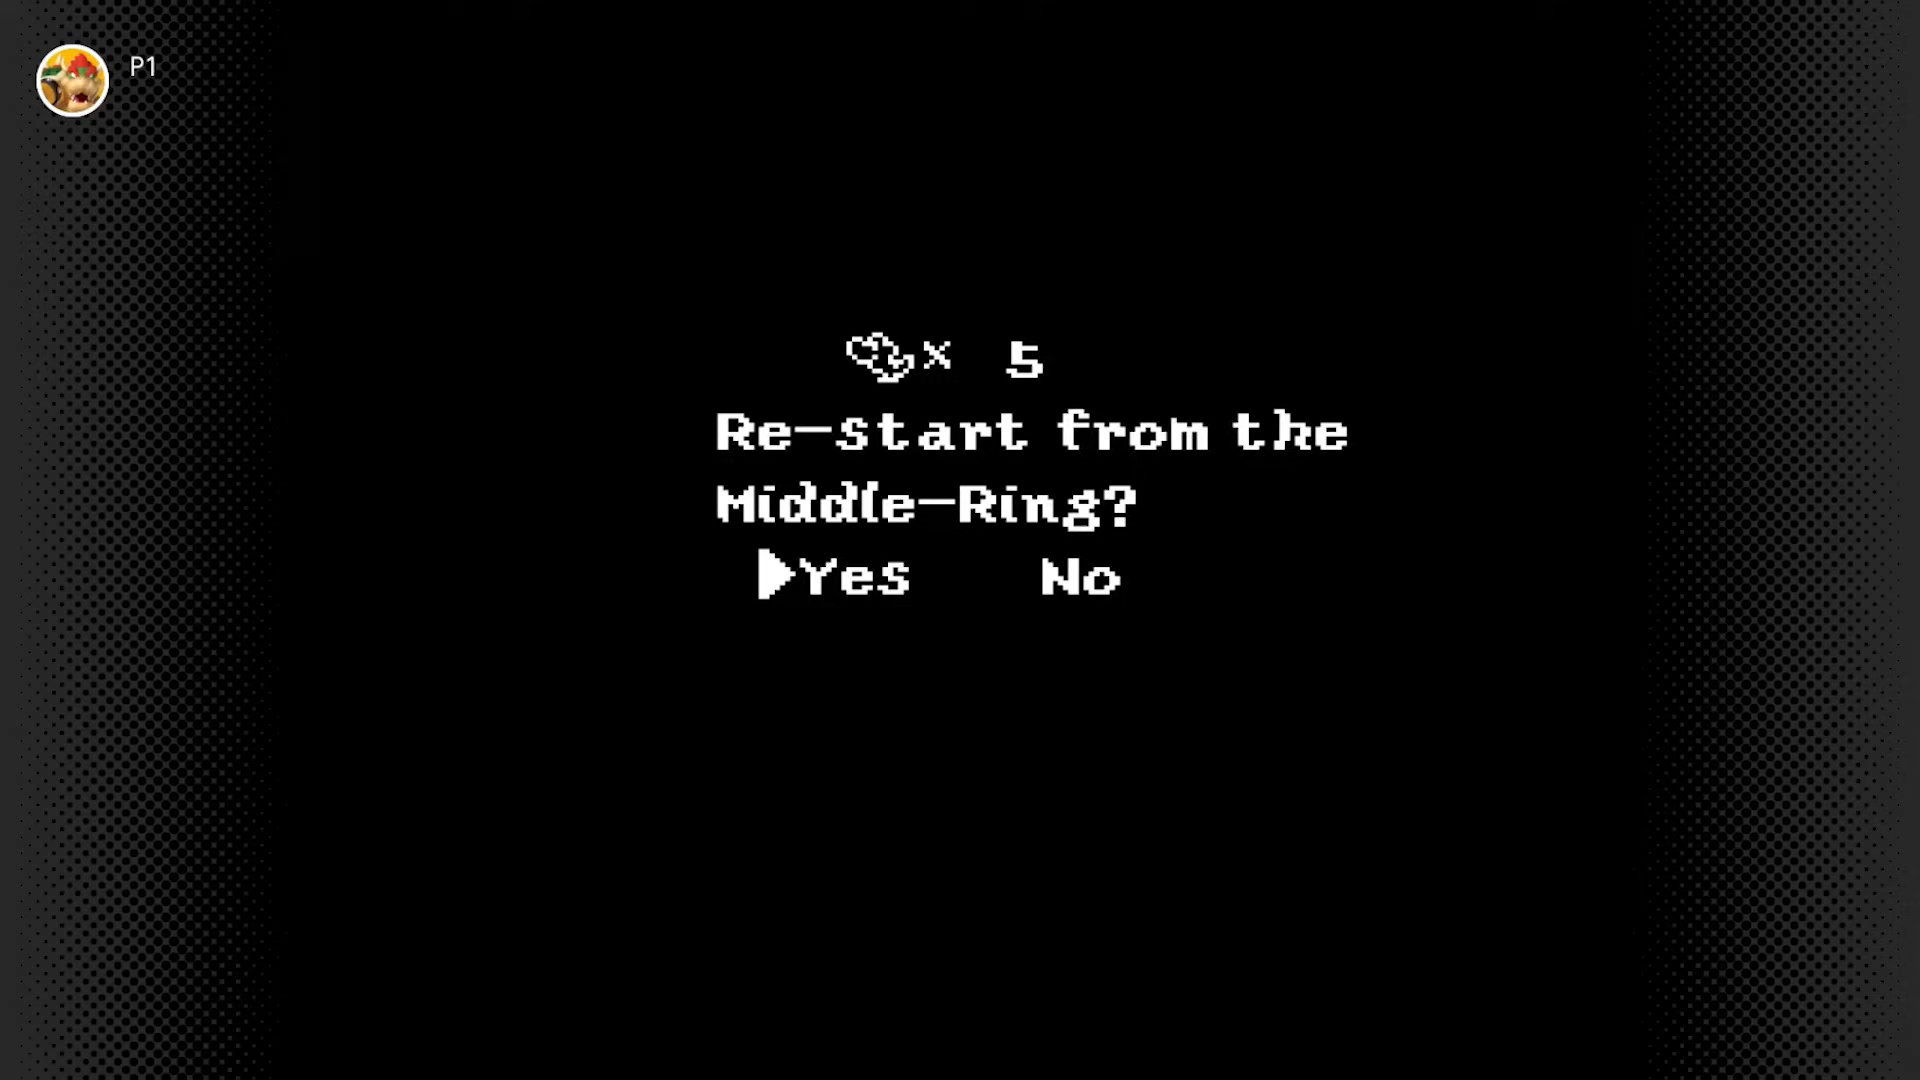 P1
× 5
Re-start from the
Middle-Ring?
▶Yes No